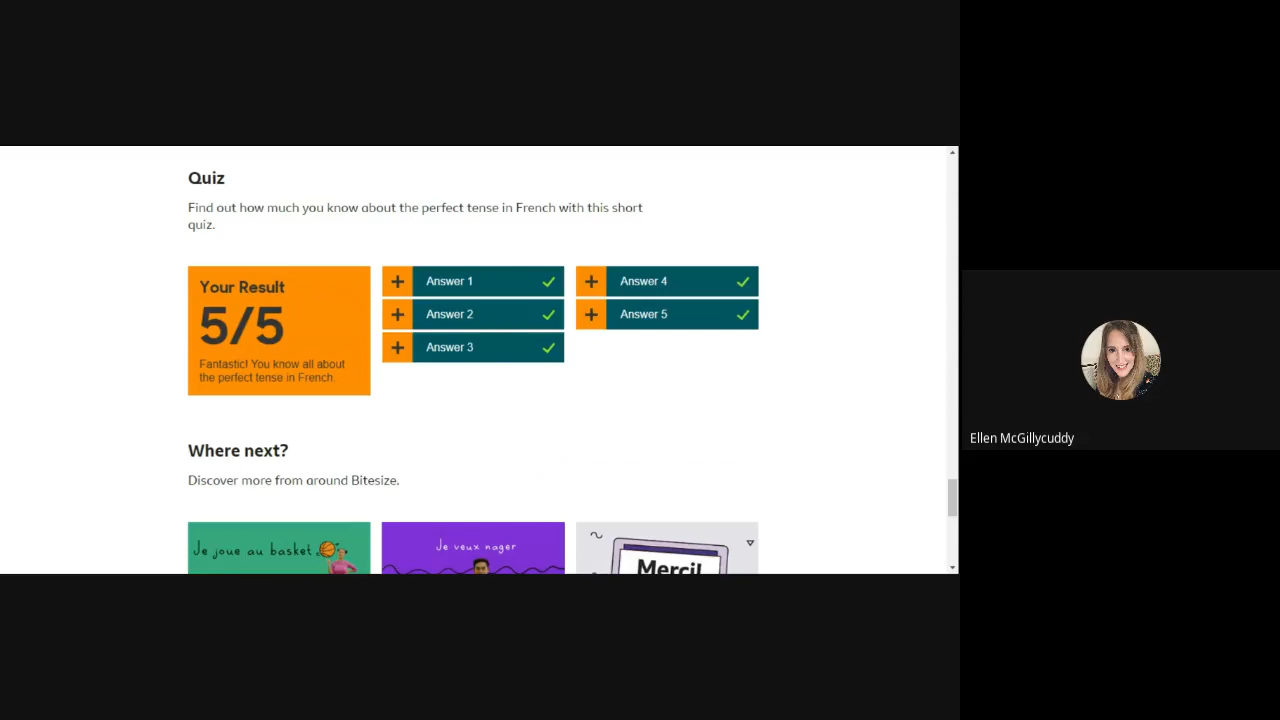 Quiz
Find out how much you know about the perfect tense in French with this short
quiz.
Your Result
5/5
Fantastic! You know all about
the perfect tense in French.
Answer 1
Answer 2
Answer 3
Answer 4
Answer 5
Where next?
Discover more from around Bitesize.
Je joue au basket
Je veux nager
Merci!
Ellen McGillycuddy